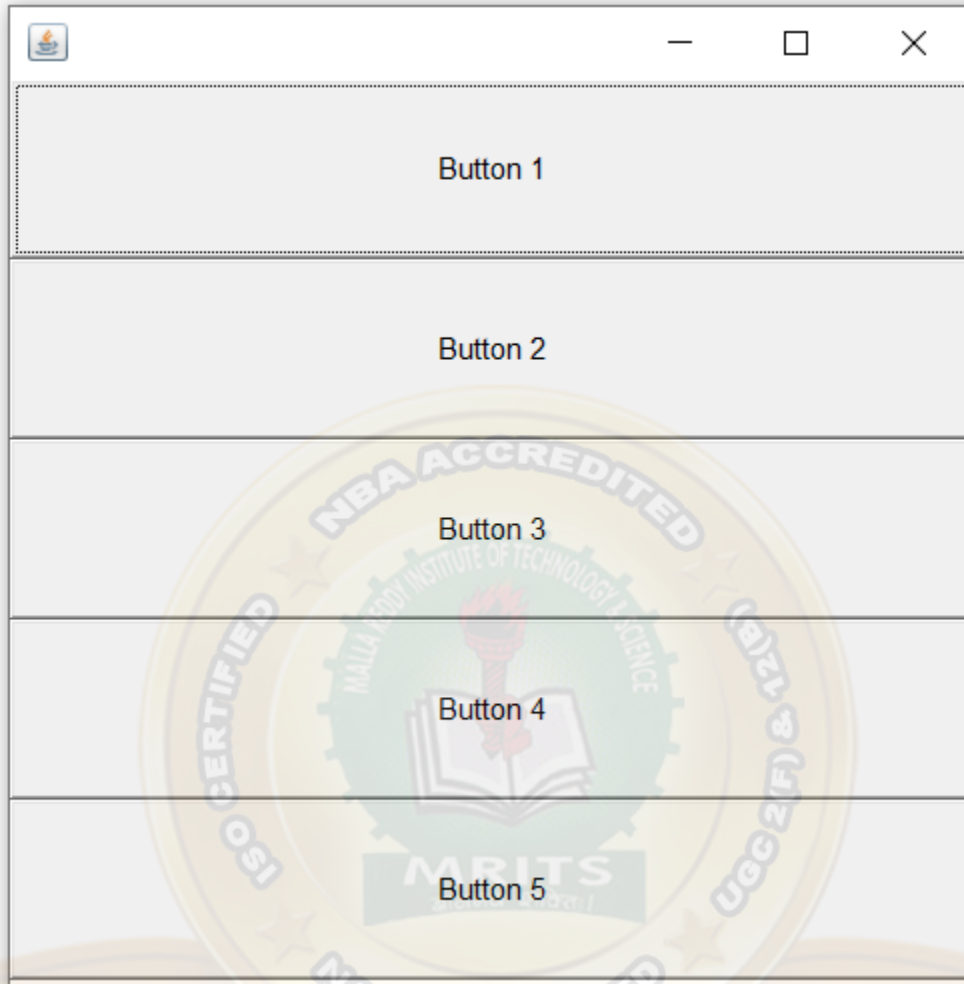 Button 1
Button 2
NBA ACCREDITED
Button 3
MALLA REDDY INSTITUTE OF TECHNOLOGY & SCIENCE
ISO CERTIFIED
UGC 2(F) & 12(B)
Button 4
MRITS
Button 5